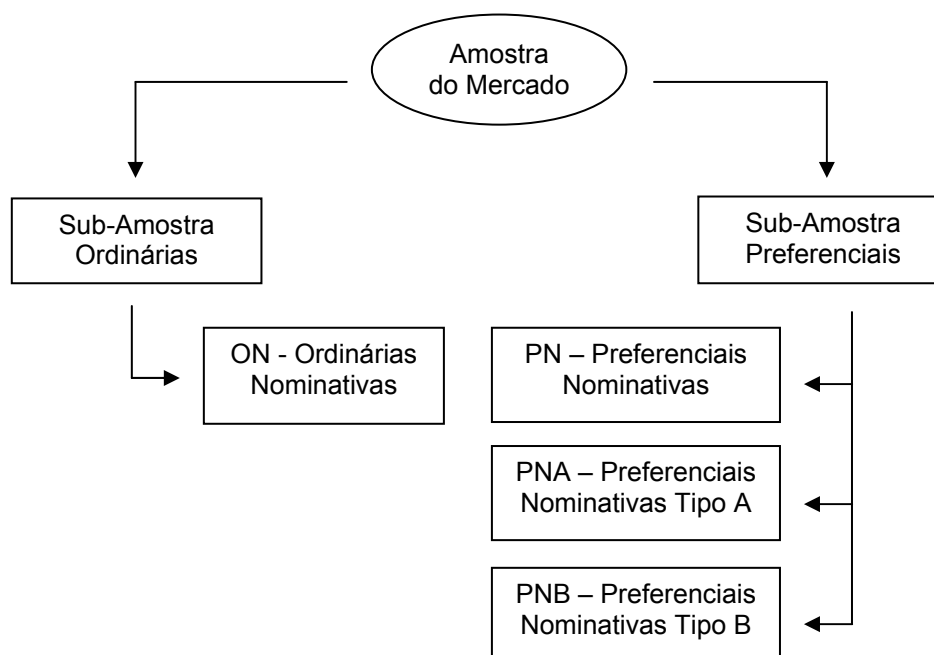 Amostra
do Mercado
Sub-Amostra
Ordinárias
Sub-Amostra
Preferenciais
ON - Ordinárias
Nominativas
PN – Preferenciais
Nominativas
PNA – Preferenciais
Nominativas Tipo A
PNB – Preferenciais
Nominativas Tipo B